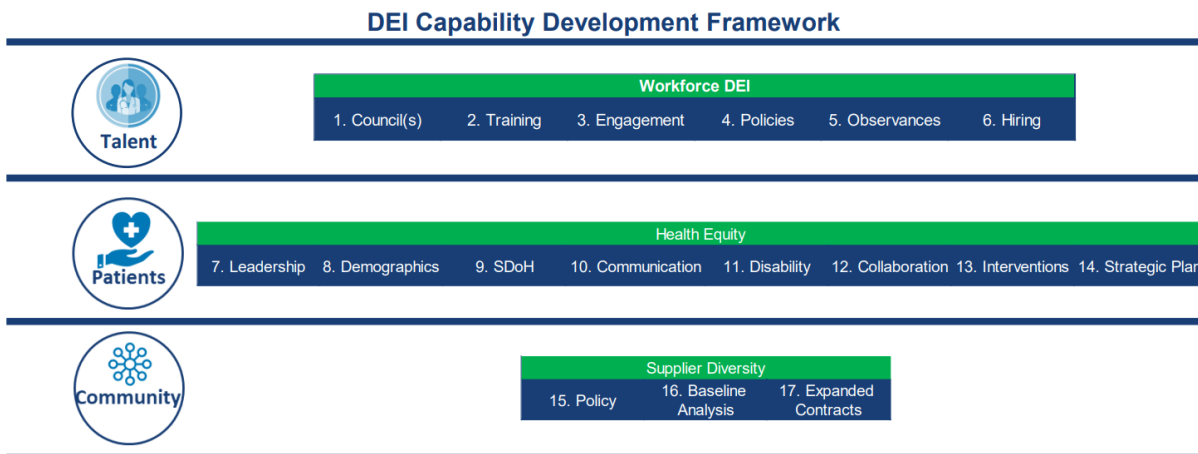 DEI Capability Development Framework
Talent
Workforce DEI
1. Council(s) 2. Training 3. Engagement 4. Policies 5. Observances 6. Hiring
Patients
Health Equity
7. Leadership 8. Demographics 9. SDoH 10. Communication 11. Disability 12. Collaboration 13. Interventions 14. Strategic Plan
Community
Supplier Diversity
15. Policy 16. Baseline Analysis 17. Expanded Contracts